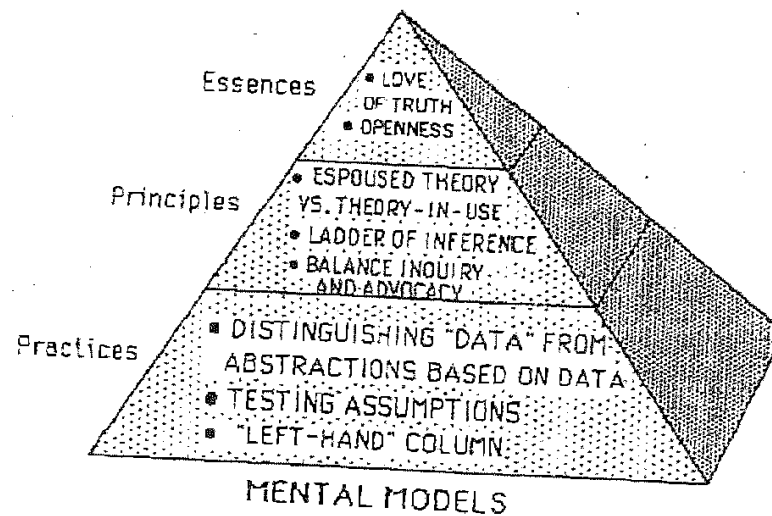 Essences
• LOVE
OF TRUTH
• OPENNESS
Principles
• ESPOUSED THEORY
VS. THEORY-IN-USE
• LADDER OF INFERENCE
• BALANCE INQUIRY
AND ADVOCACY
Practices
• DISTINGUISHING "DATA" FROM
ABSTRACTIONS BASED ON DATA
• TESTING ASSUMPTIONS
• "LEFT-HAND" COLUMN
MENTAL MODELS